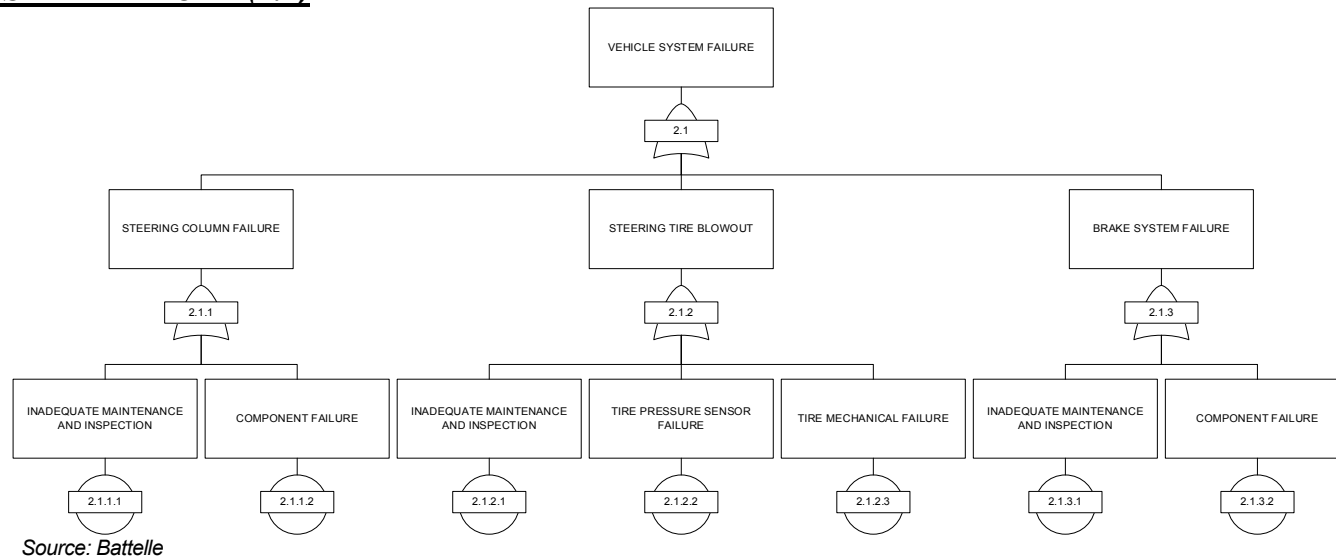 VEHICLE SYSTEM FAILURE
2.1
STEERING COLUMN FAILURE
STEERING TIRE BLOWOUT
BRAKE SYSTEM FAILURE
2.1.1
2.1.2
2.1.3
INADEQUATE MAINTENANCE
AND INSPECTION
COMPONENT FAILURE
INADEQUATE MAINTENANCE
AND INSPECTION
TIRE PRESSURE SENSOR
FAILURE
TIRE MECHANICAL FAILURE
INADEQUATE MAINTENANCE
AND INSPECTION
COMPONENT FAILURE
2.1.1.1
2.1.1.2
2.1.2.1
2.1.2.2
2.1.2.3
2.1.3.1
2.1.3.2
Source: Battelle